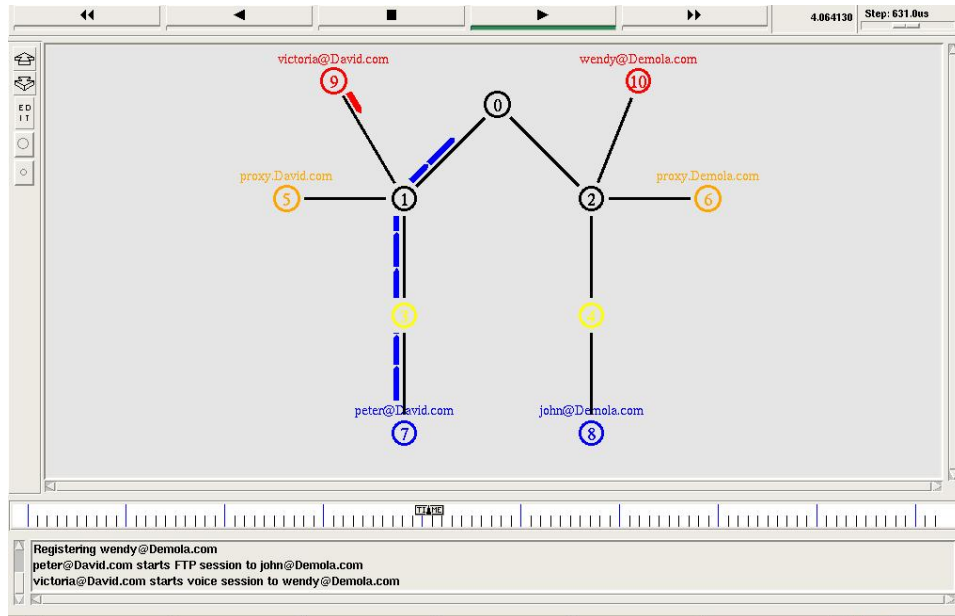 4.064130 Step: 631.0us
victoria@David.com
wendy@Demola.com
9
10
0
E D
I T
proxy.David.com
proxy.Demola.com
5
1
2
6
3
4
peter@David.com
john@Demola.com
7
8
TIME
Registering wendy@Demola.com
peter@David.com starts FTP session to john@Demola.com
victoria@David.com starts voice session to wendy@Demola.com